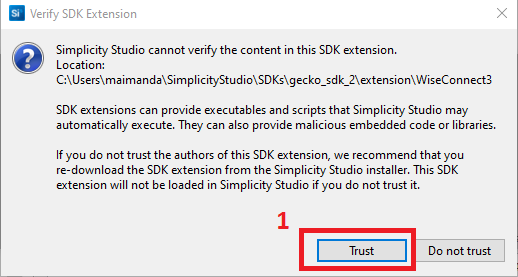 Si Verify SDK Extension
Simplicity Studio cannot verify the content in this SDK extension.
Location:
C:\Users\maimanda\SimplicityStudio\SDKs\gecko_sdk_2\extension\WiseConnect3
SDK extensions can provide executables and scripts that Simplicity Studio may
automatically execute. They can also provide malicious embedded code or libraries.
If you do not trust the authors of this SDK extension, we recommend that you
re-download the SDK extension from the Simplicity Studio installer. This SDK
extension will not be loaded in Simplicity Studio if you do not trust it.
1
Trust
Do not trust